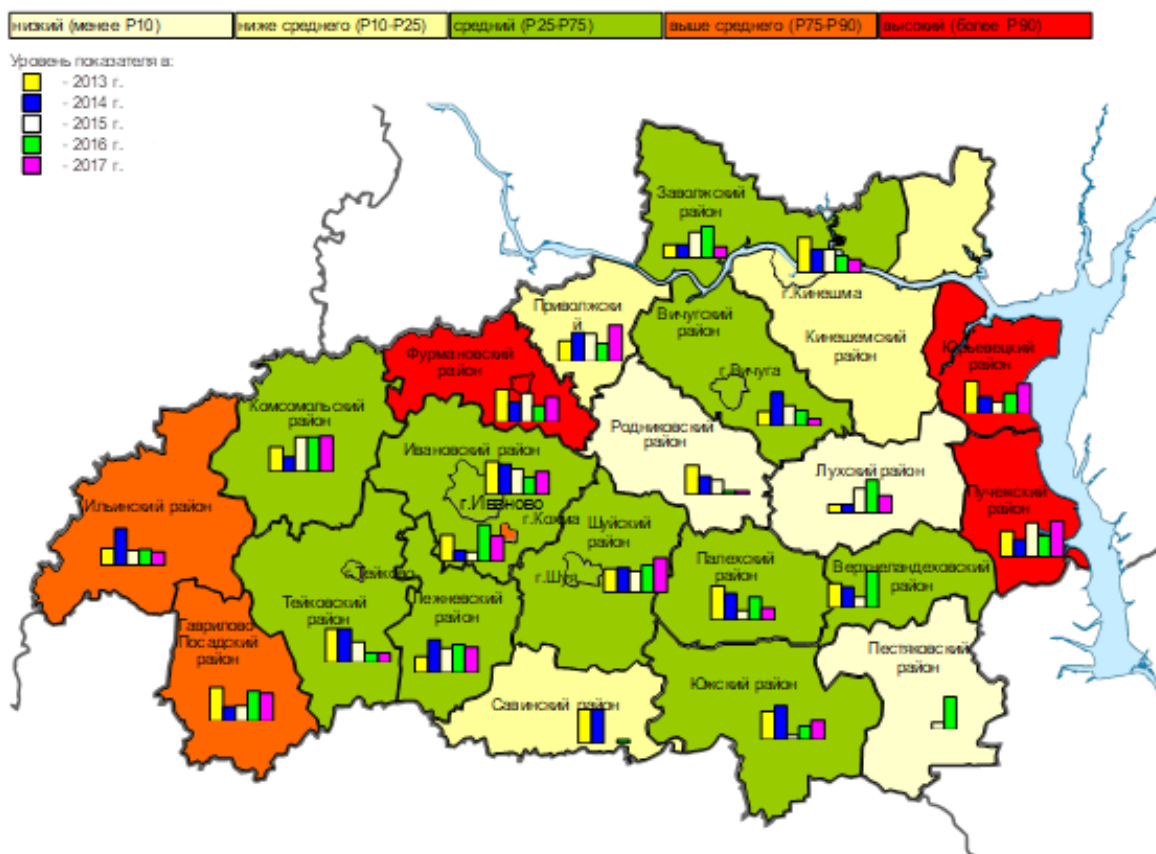 низкий (менее P10)
ниже среднего (P10-P25)
средний (P25-P75)
выше среднего (P75-P90)
высокий (более P90)
Уровень показателя в:
- 2013 г.
- 2014 г.
- 2015 г.
- 2016 г.
- 2017 г.
Заволжский
район
г.Кинешма
Приволжски
й
Вичугский
район
Кинешемский
район
Юрьевецкий
район
Фурмановский
район
г.Вичуга
Комсомольский
район
Родниковский
район
Ивановский район
Лухский район
Пучежский
район
Ильинский район
г.Иваново
г.Кохма
Шуйский
район
г.Шуя
Палехский
район
Верхнеландеховский
район
г.Тейково
Тейковский
район
Лежневский
район
Гаврилово
Посадский
район
Пестяковский
район
Савинский район
Южский район